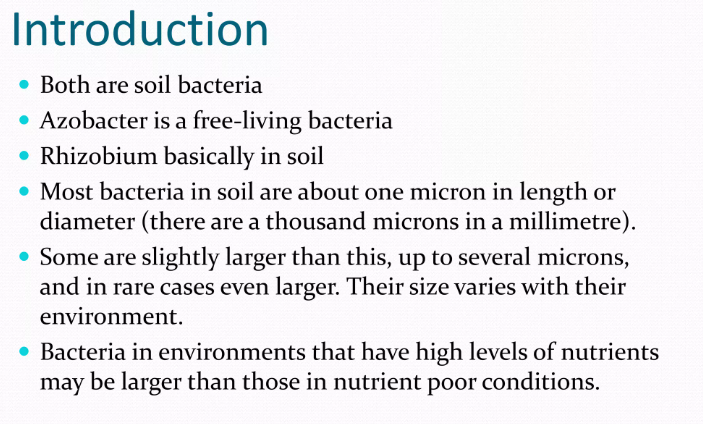 Introduction
• Both are soil bacteria
• Azobacter is a free-living bacteria
• Rhizobium basically in soil
• Most bacteria in soil are about one micron in length or
diameter (there are a thousand microns in a millimetre).
• Some are slightly larger than this, up to several microns,
and in rare cases even larger. Their size varies with their
environment.
• Bacteria in environments that have high levels of nutrients
may be larger than those in nutrient poor conditions.